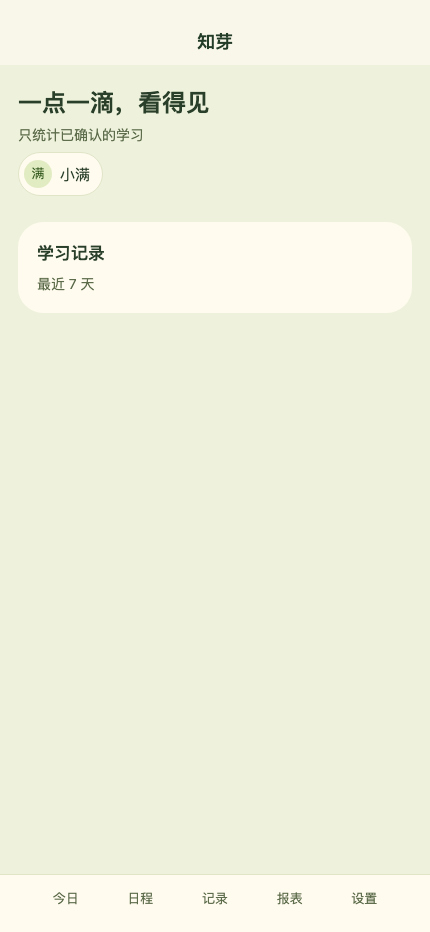 知芽
一点一滴，看得见
只统计已确认的学习
满 小满
学习记录
最近 7 天
今日 日程 记录 报表 设置